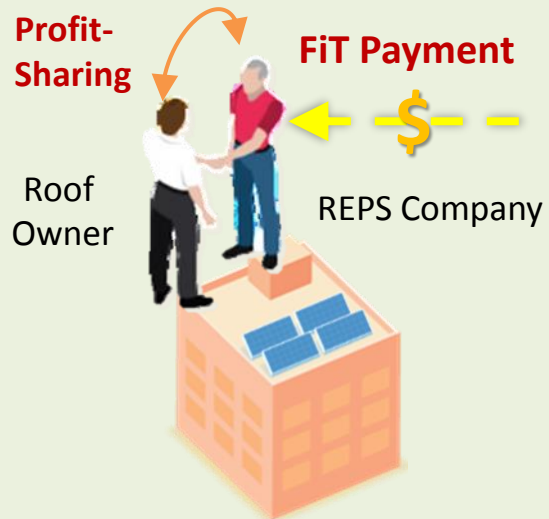 Profit-
Sharing
FiT Payment
$
Roof
Owner
REPS Company